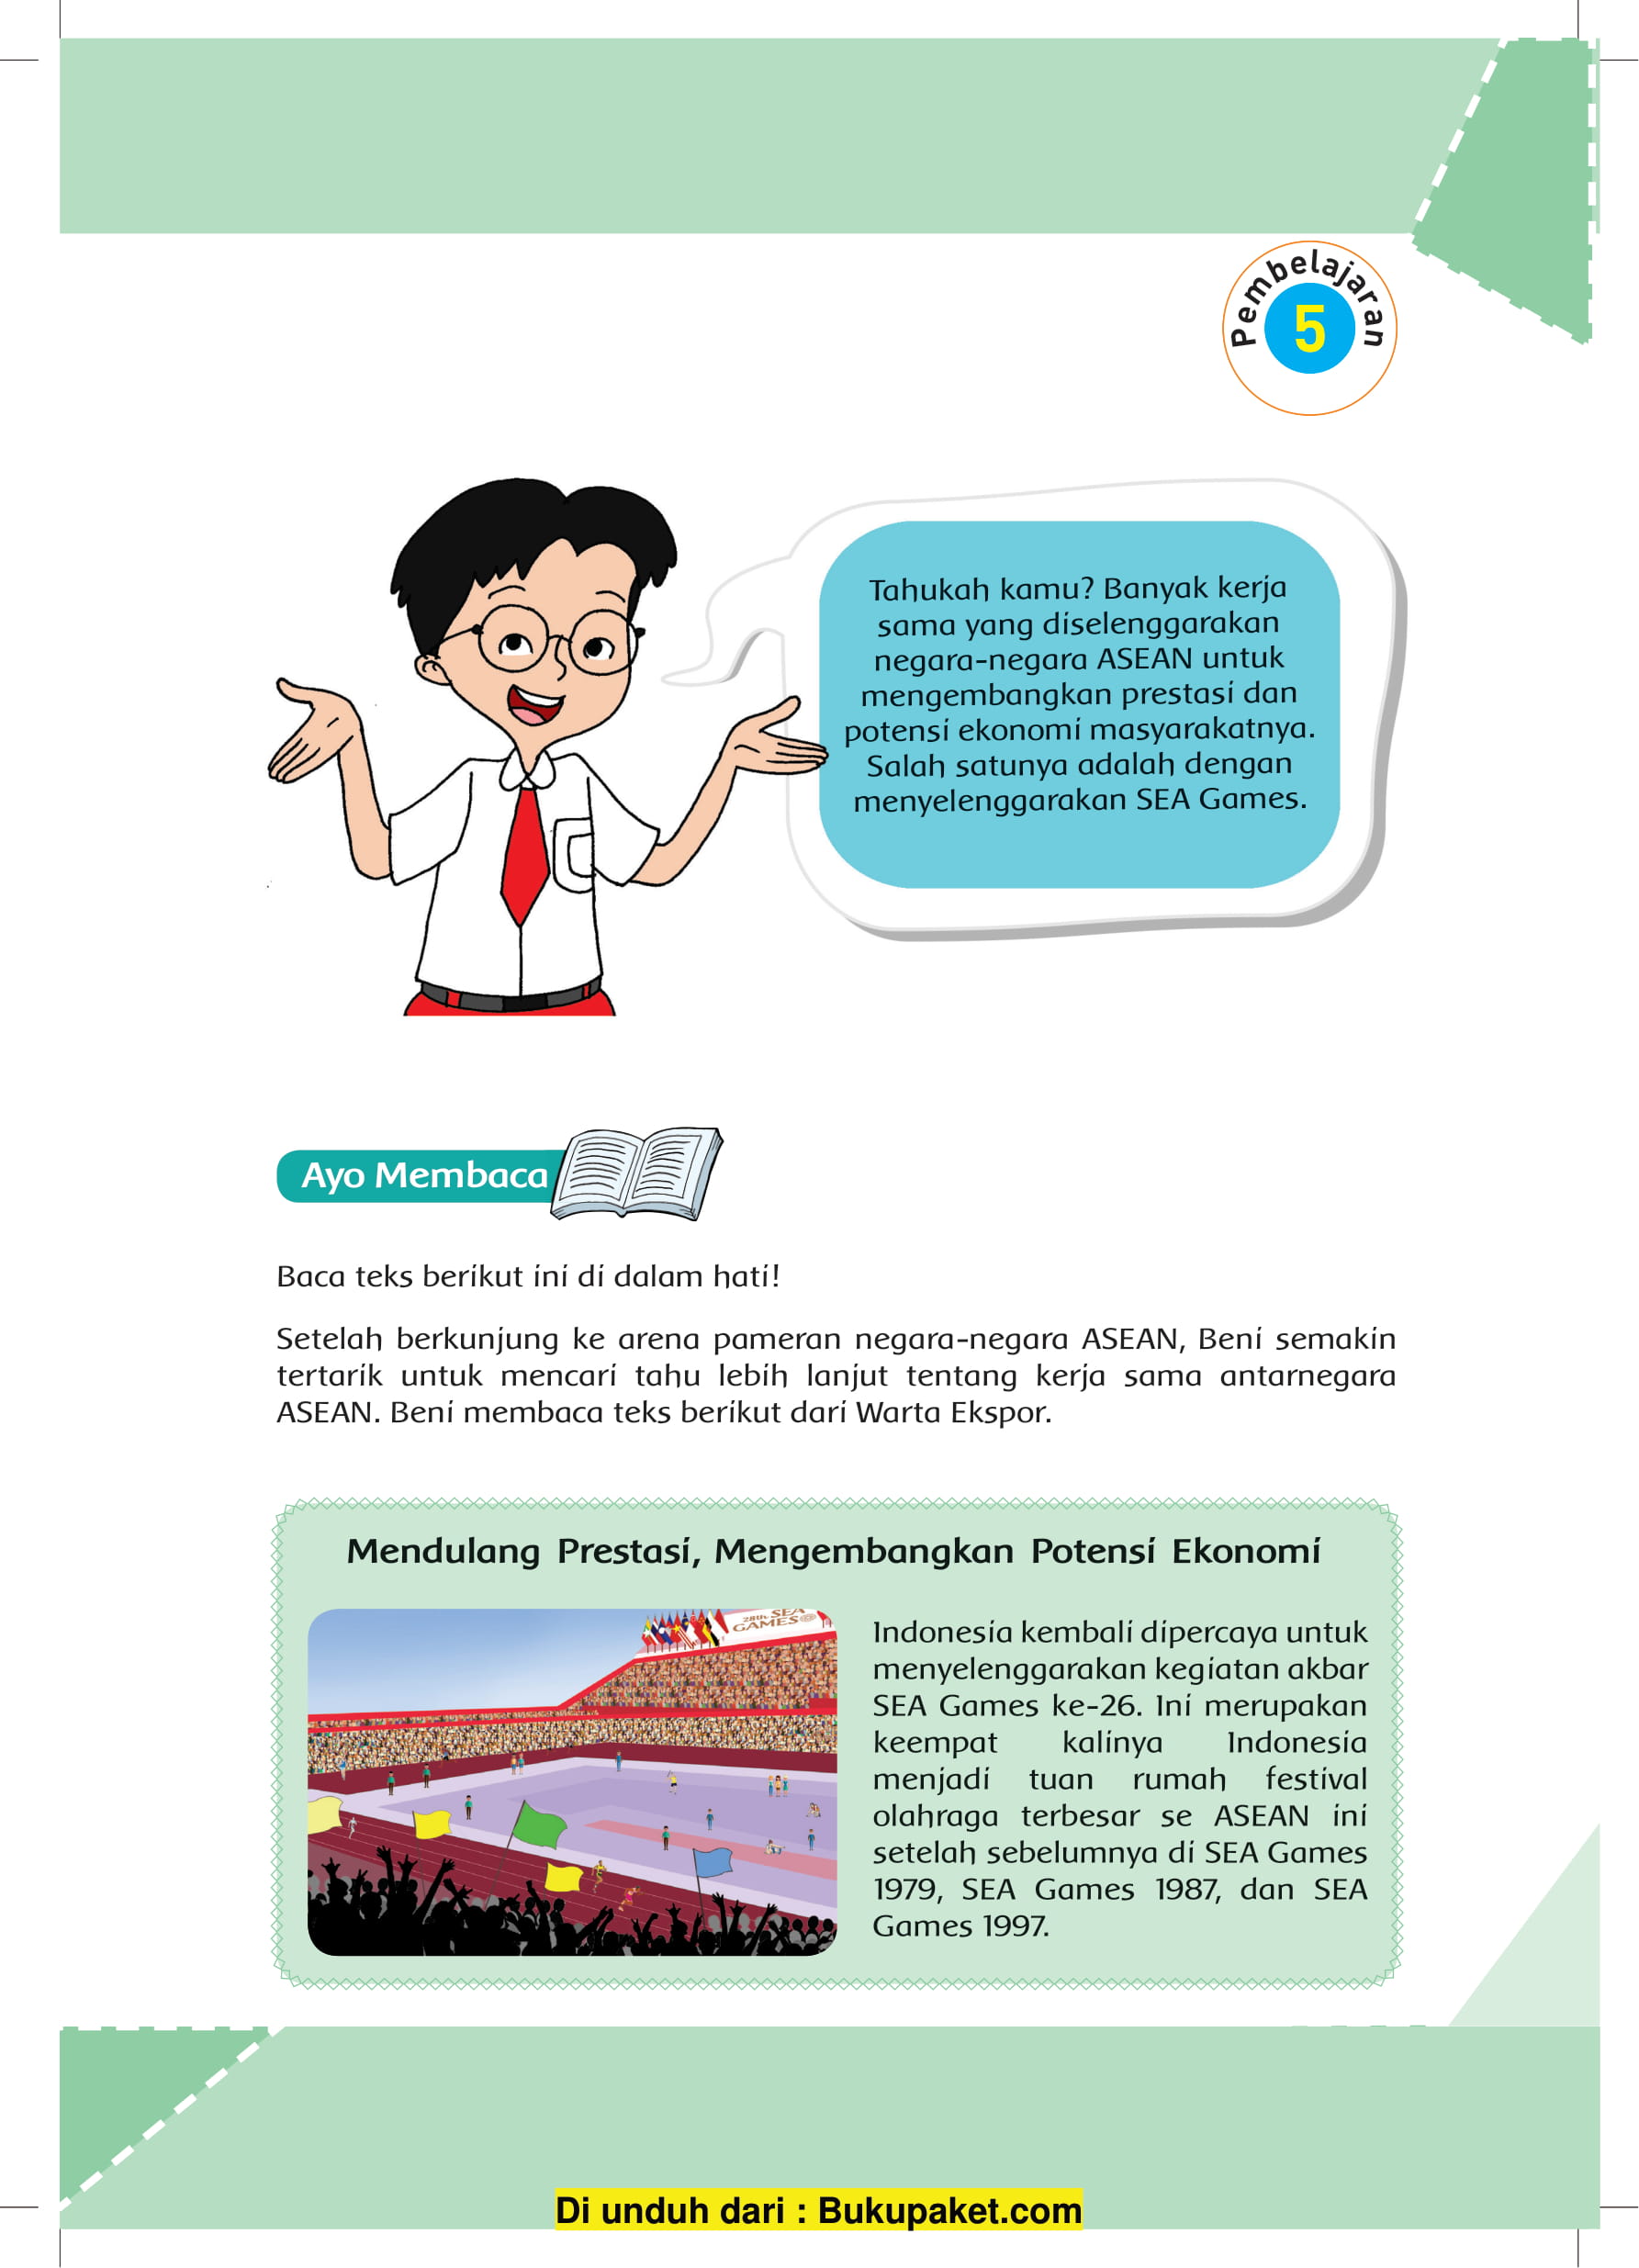 Pembelajaran
5
Tahukah kamu? Banyak kerja
sama yang diselenggarakan
negara-negara ASEAN untuk
mengembangkan prestasi dan
potensi ekonomi masyarakatnya.
Salah satunya adalah dengan
menyelenggarakan SEA Games.
Ayo Membaca
Baca teks berikut ini di dalam hati!
Setelah berkunjung ke arena pameran negara-negara ASEAN, Beni semakin
tertarik untuk mencari tahu lebih lanjut tentang kerja sama antarnegara
ASEAN. Beni membaca teks berikut dari Warta Ekspor.
Mendulang Prestasi, Mengembangkan Potensi Ekonomi
28th SEA
GAMES
Indonesia kembali dipercaya untuk
menyelenggarakan kegiatan akbar
SEA Games ke-26. Ini merupakan
keempat kalinya Indonesia
menjadi tuan rumah festival
olahraga terbesar se ASEAN ini
setelah sebelumnya di SEA Games
1979, SEA Games 1987, dan SEA
Games 1997.
Di unduh dari : Bukupaket.com